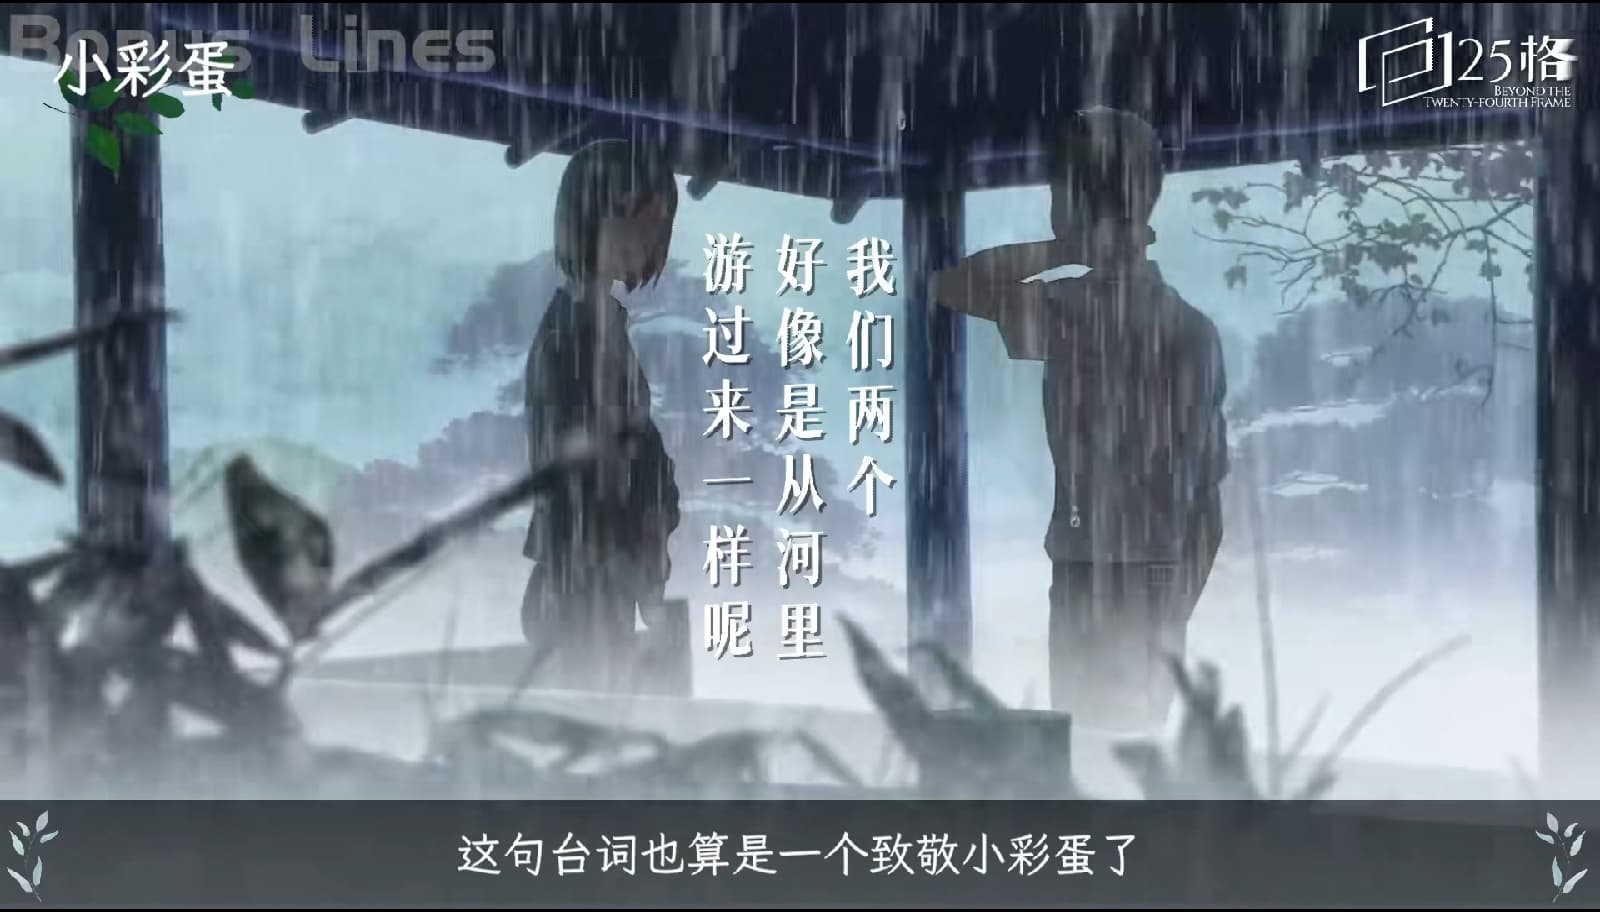 Bonus Lines
小彩蛋
25格
BEYOND THE
TWENTY-FOURTH FRAME
我们两个
好像是从河里
游过来一样呢
这句台词也算是一个致敬小彩蛋了